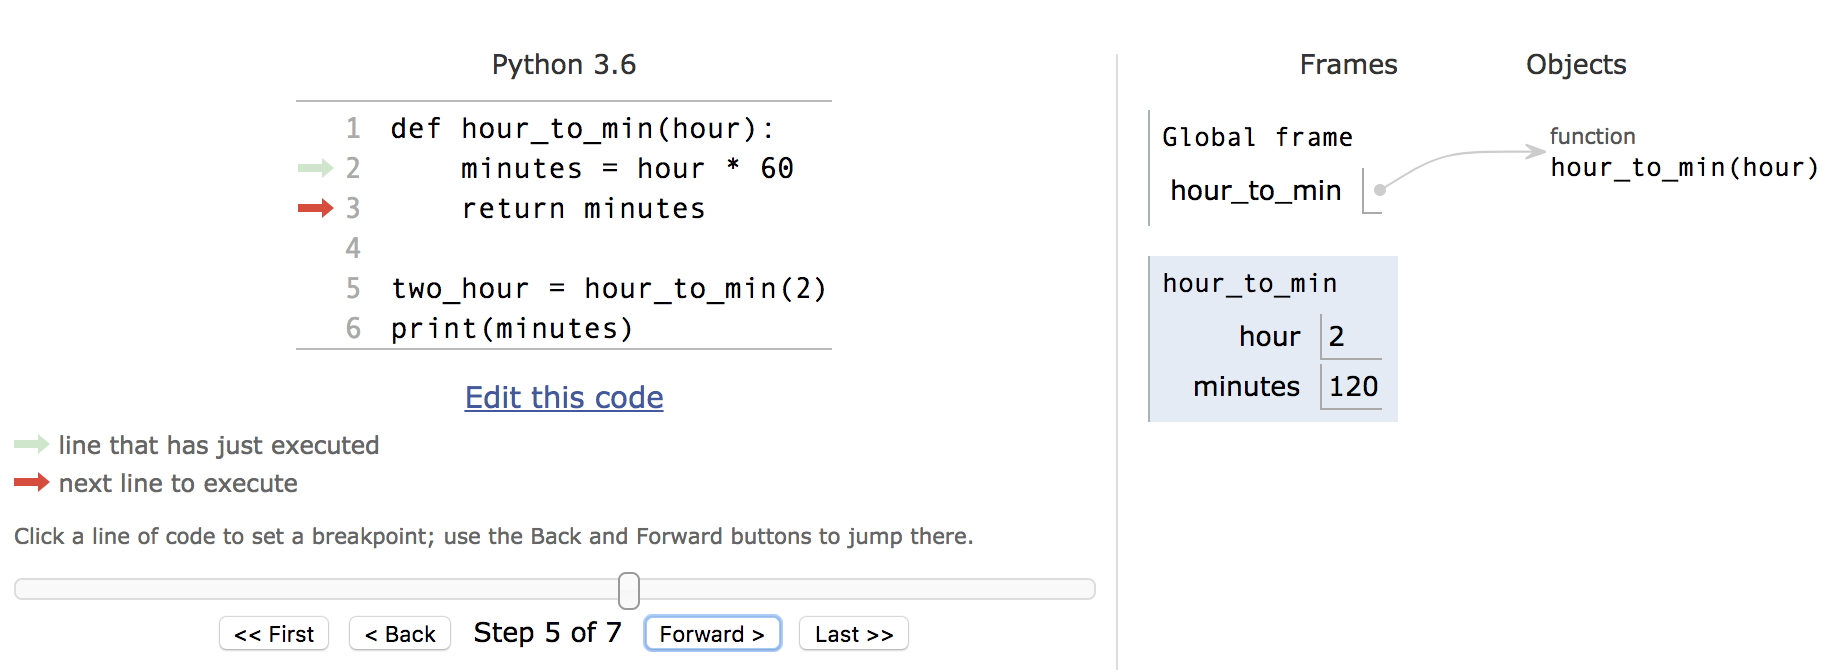 Python 3.6
1 def hour_to_min(hour):
2     minutes = hour * 60
3     return minutes
4
5 two_hour = hour_to_min(2)
6 print(minutes)
Edit this code
line that has just executed
next line to execute
Click a line of code to set a breakpoint; use the Back and Forward buttons to jump there.
<< First < Back Step 5 of 7 Forward > Last >>
Frames Objects
Global frame
hour_to_min
function
hour_to_min(hour)
hour_to_min
hour 2
minutes 120